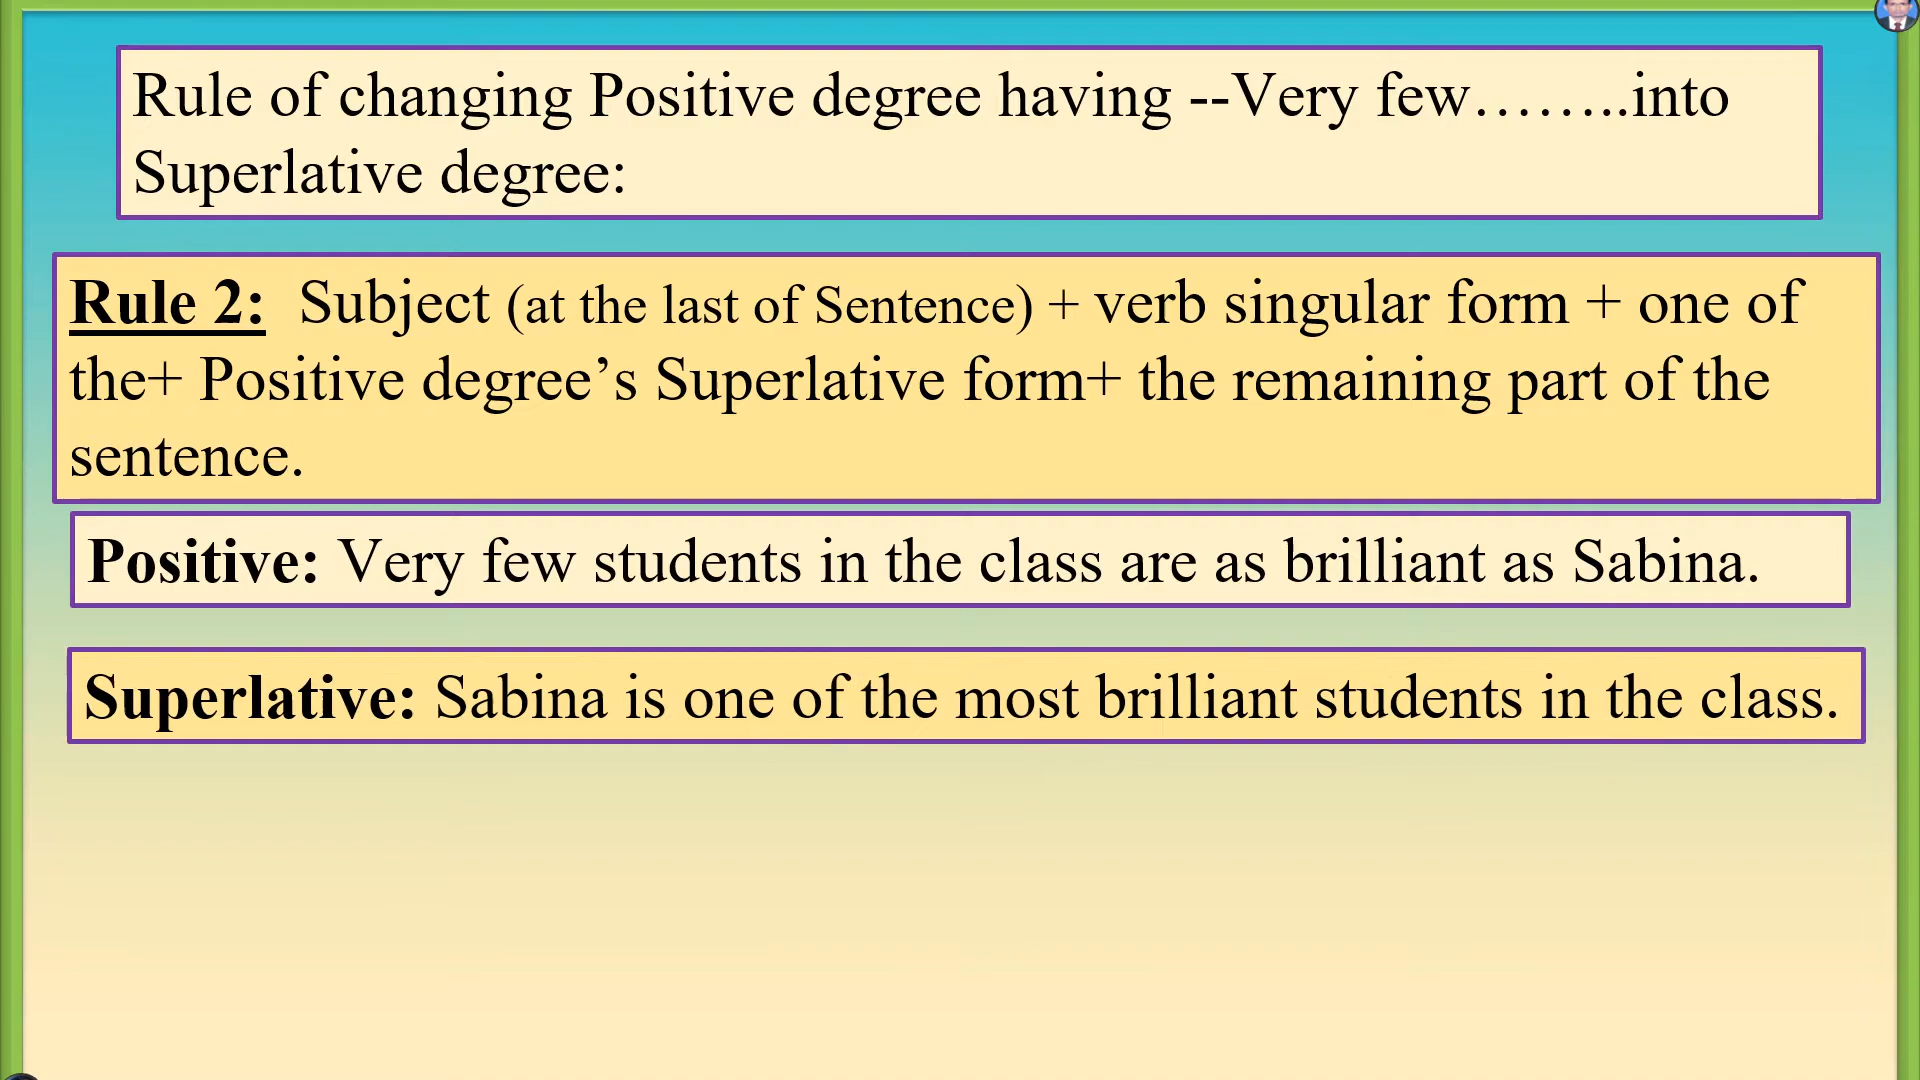 Rule of changing Positive degree having --Very few……..into
Superlative degree:
Rule 2: Subject (at the last of Sentence) + verb singular form + one of
the+ Positive degree’s Superlative form+ the remaining part of the
sentence.
Positive: Very few students in the class are as brilliant as Sabina.
Superlative: Sabina is one of the most brilliant students in the class.